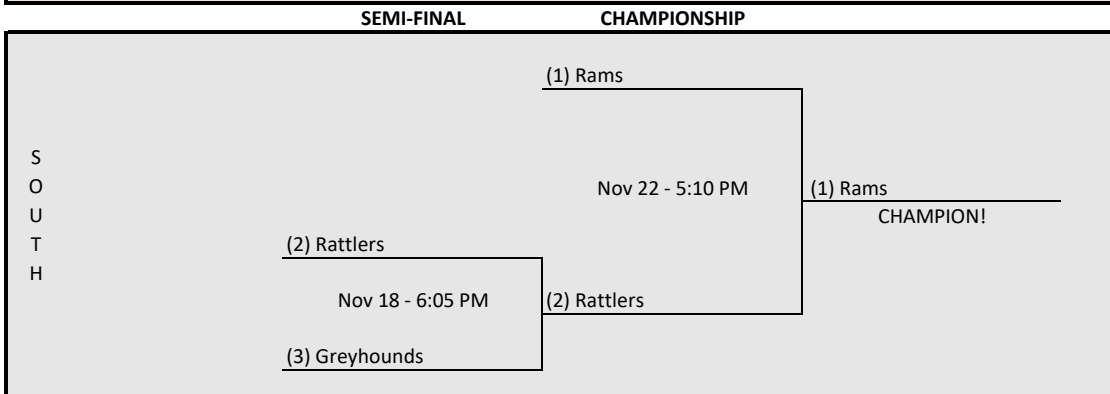 SEMI-FINAL CHAMPIONSHIP
(1) Rams
S
O
U
T
H
Nov 22 - 5:10 PM
(1) Rams
CHAMPION!
(2) Rattlers
Nov 18 - 6:05 PM
(2) Rattlers
(3) Greyhounds